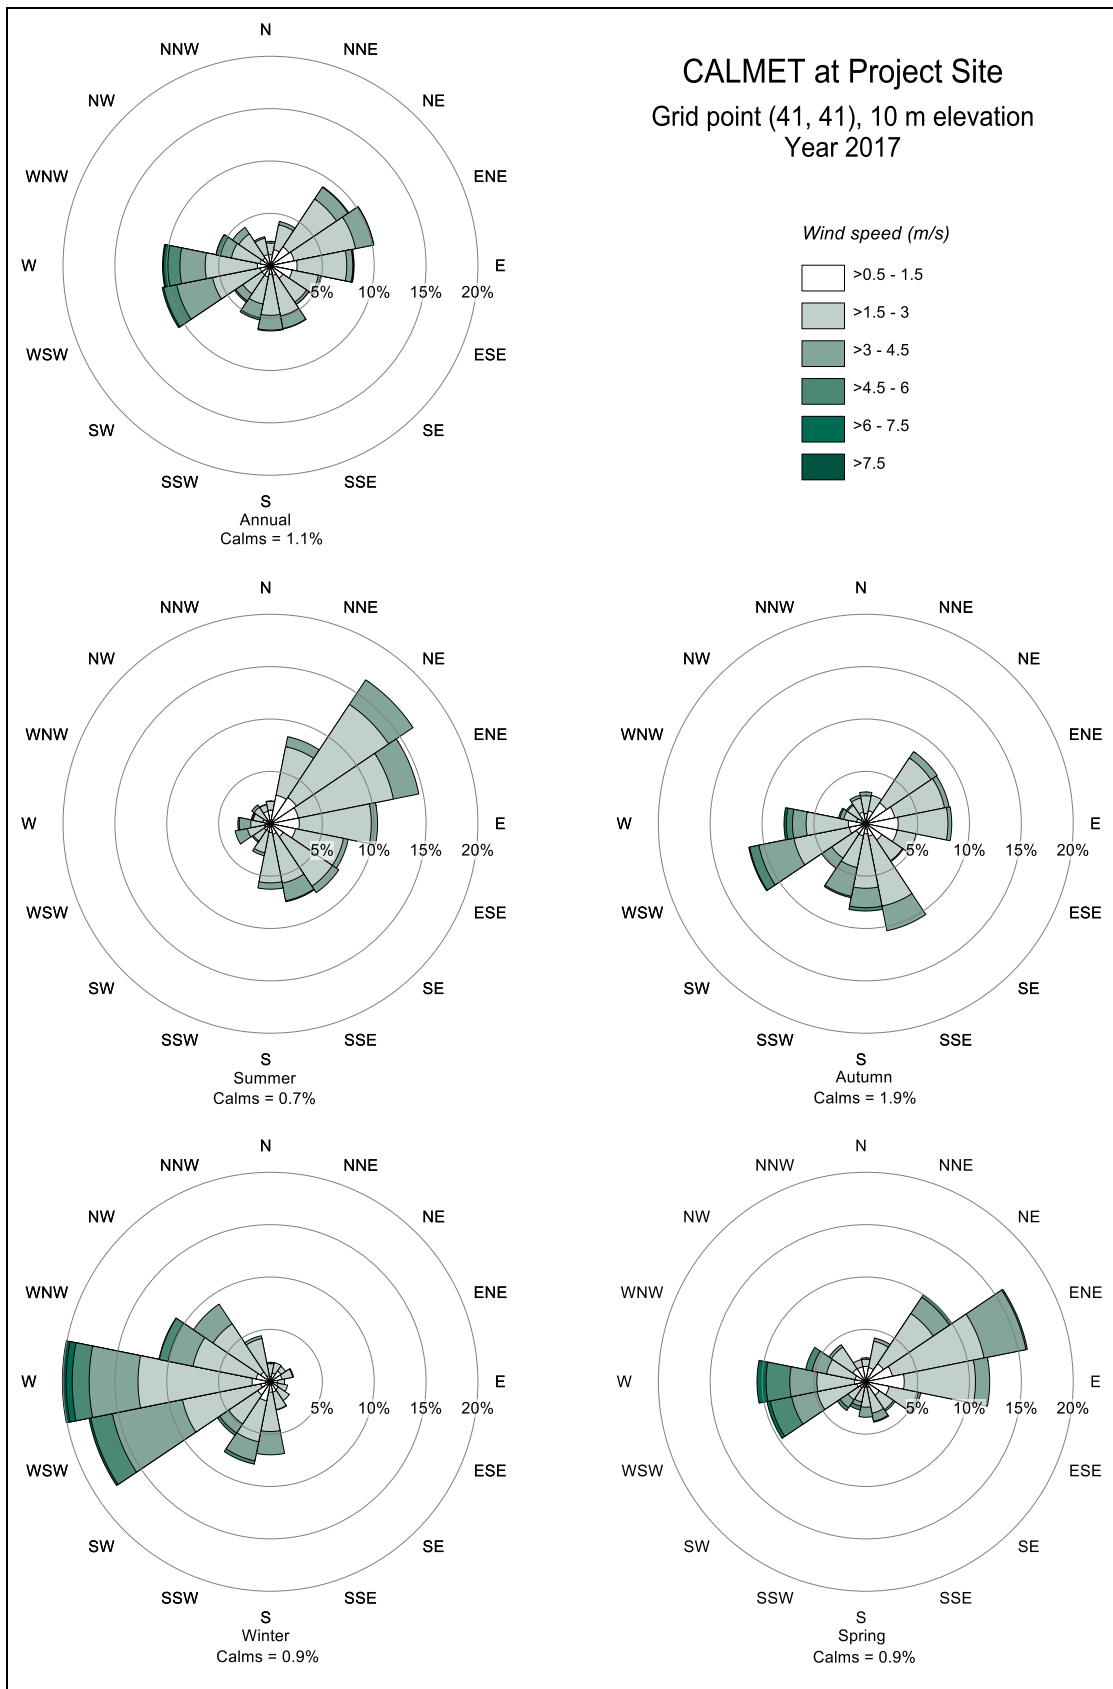 CALMET at Project Site
Grid point (41, 41), 10 m elevation
Year 2017
Wind speed (m/s)
>0.5 - 1.5
>1.5 - 3
>3 - 4.5
>4.5 - 6
>6 - 7.5
>7.5
N
NNW NNE
NW NE
WNW ENE
W E
5% 10% 15% 20%
WSW ESE
SW SE
SSW SSE
S
Annual
Calms = 1.1%
N
NNW NNE
NW NE
WNW ENE
W E
5% 10% 15% 20%
WSW ESE
SW SE
SSW SSE
S
Summer
Calms = 0.7%
N
NNW NNE
NW NE
WNW ENE
W E
5% 10% 15% 20%
WSW ESE
SW SE
SSW SSE
S
Autumn
Calms = 1.9%
N
NNW NNE
NW NE
WNW ENE
W E
5% 10% 15% 20%
WSW ESE
SW SE
SSW SSE
S
Winter
Calms = 0.9%
N
NNW NNE
NW NE
WNW ENE
W E
5% 10% 15% 20%
WSW ESE
SW SE
SSW SSE
S
Spring
Calms = 0.9%